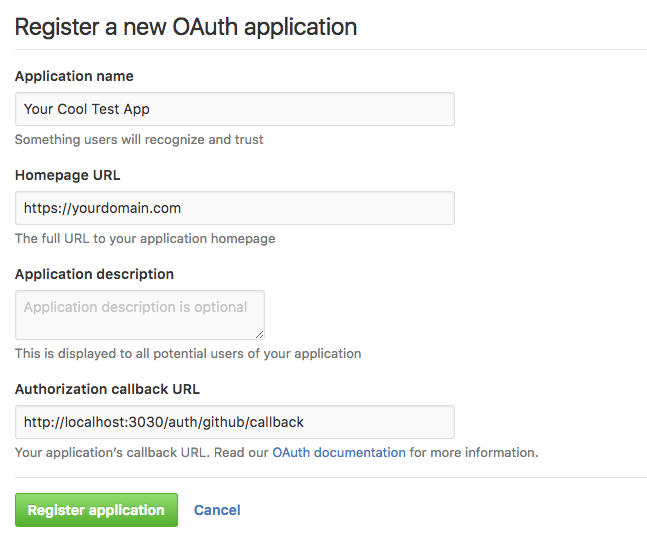 Register a new OAuth application
Application name
Your Cool Test App
Something users will recognize and trust
Homepage URL
https://yourdomain.com
The full URL to your application homepage
Application description
Application description is optional
This is displayed to all potential users of your application
Authorization callback URL
http://localhost:3030/auth/github/callback
Your application’s callback URL. Read our OAuth documentation for more information.
Register application Cancel